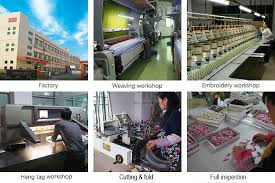 Factory
Weaving workshop
Embroidery workshop
Hang tag workshop
Cutting & fold
Full inspection